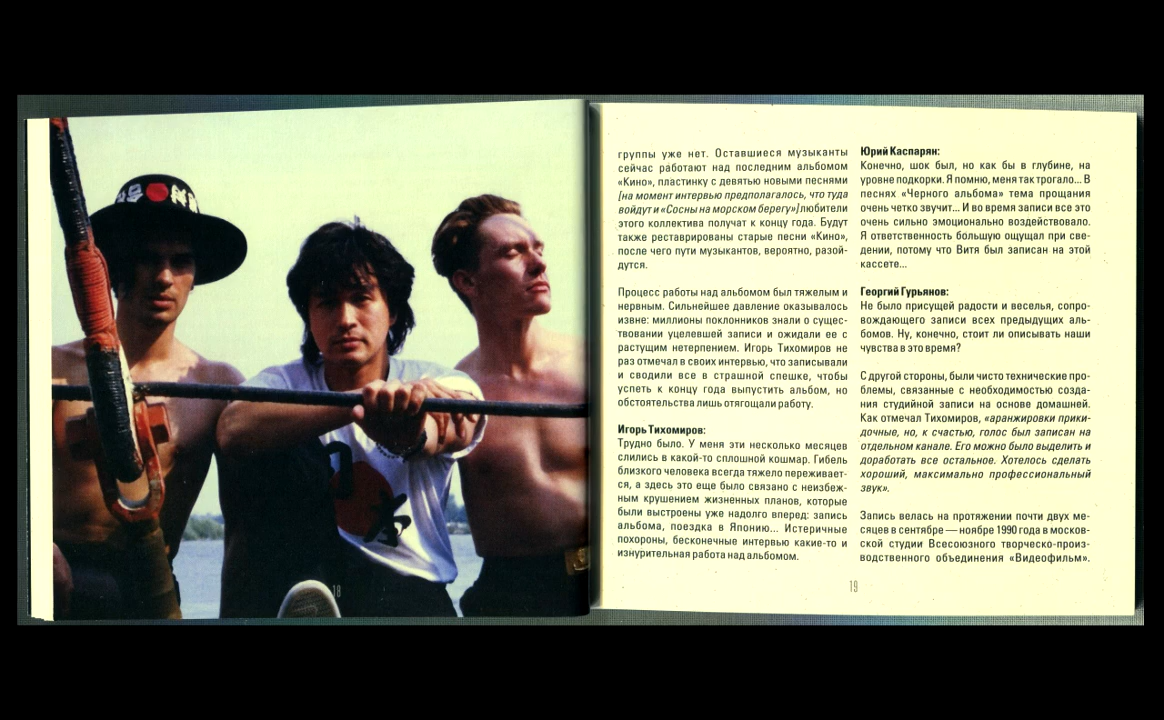 18
группы уже нет. Оставшиеся музыканты
сейчас работают над последним альбомом
«Кино», пластинку с девятью новыми песнями
[на момент интервью предполагалось, что туда
войдут и «Сосны на морском берегу»] любители
этого коллектива получат к концу года. Будут
также реставрированы старые песни «Кино»,
после чего пути музыкантов, вероятно, разой-
дутся.
Процесс работы над альбомом был тяжелым и
нервным. Сильнейшее давление оказывалось
извне: миллионы поклонников знали о сущес-
твовании уцелевшей записи и ожидали ее с
растущим нетерпением. Игорь Тихомиров не
раз отмечал в своих интервью, что записывали
и сводили все в страшной спешке, чтобы
успеть к концу года выпустить альбом, но
обстоятельства лишь отягощали работу.
Игорь Тихомиров:
Трудно было. У меня эти несколько месяцев
слились в какой-то сплошной кошмар. Гибель
близкого человека всегда тяжело переживает-
ся, а здесь это еще было связано с неизбеж-
ным крушением жизненных планов, которые
были выстроены уже надолго вперед: запись
альбома, поездка в Японию... Истеричные
похороны, бесконечные интервью какие-то и
изнурительная работа над альбомом.
Юрий Каспарян:
Конечно, шок был, но как бы в глубине, на
уровне подкорки. Я помню, меня так трогало... В
песнях «Черного альбома» тема прощания
очень четко звучит... И во время записи все это
очень сильно эмоционально воздействовало.
Я ответственность бо́льшую ощущал при све-
дении, потому что Витя был записан на этой
кассете...
Георгий Гурьянов:
Не было присущей радости и веселья, сопро-
вождающего записи всех предыдущих аль-
бомов. Ну, конечно, стоит ли описывать наши
чувства в это время?
С другой стороны, были чисто технические про-
блемы, связанные с необходимостью созда-
ния студийной записи на основе домашней.
Как отмечал Тихомиров, «аранжировки прики-
дочные, но, к счастью, голос был записан на
отдельном канале. Его можно было выделить и
доработать все остальное. Хотелось сделать
хороший, максимально профессиональный
звук».
Запись велась на протяжении почти двух ме-
сяцев в сентябре — ноябре 1990 года в москов-
ской студии Всесоюзного творческо-произ-
водственного объединения «Видеофильм».
19